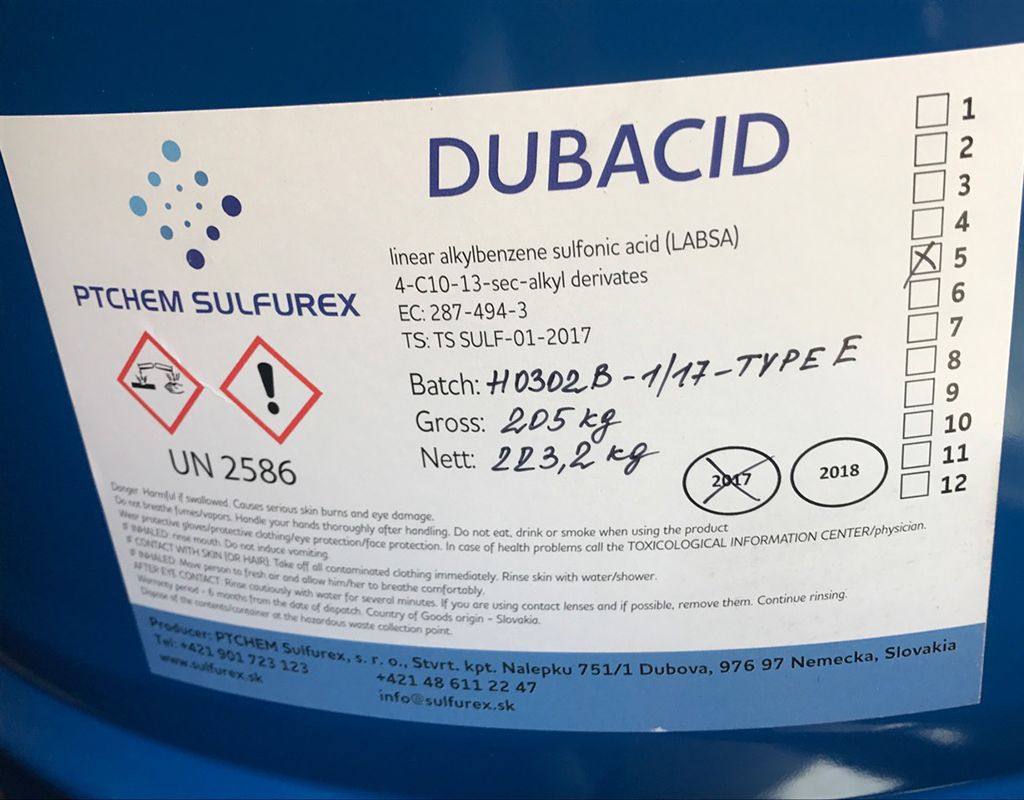 DUBACID
PTCHEM SULFUREX
linear alkylbenzene sulfonic acid (LABSA)
4-C10-13-sec-alkyl derivates
EC: 287-494-3
TS: TS SULF-01-2017
Batch: H0302B-1/17-TYPE E
Gross: 205 kg
Nett: 223,2 kg
UN 2586
2017
2018
1
2
3
4
X 5
6
7
8
9
10
11
12
Danger: Harmful if swallowed. Causes serious skin burns and eye damage.
Do not breathe fumes/vapors. Handle your hands thoroughly after handling. Do not eat, drink or smoke when using the product
Wear protective gloves/protective clothing/eye protection/face protection. In case of health problems call the TOXICOLOGICAL INFORMATION CENTER/physician.
IF INHALED: rinse mouth. Do not induce vomiting.
IF CONTACT WITH SKIN (OR HAIR): Take off all contaminated clothing immediately. Rinse skin with water/shower.
IF INHALED: Move person to fresh air and allow him/her to breathe comfortably.
AFTER EYE CONTACT: Rinse cautiously with water for several minutes. If you are using contact lenses and if possible, remove them. Continue rinsing.
Warranty period - 6 months from the date of dispatch. Country of Goods origin - Slovakia.
Dispose of the contents/container at the hazardous waste collection point.
Producer: PTCHEM Sulfurex, s. r. o., Stvrt. kpt. Nalepku 751/1 Dubova, 976 97 Nemecka, Slovakia
Tel: +421 901 723 123 +421 48 611 22 47
www.sulfurex.sk info@sulfurex.sk